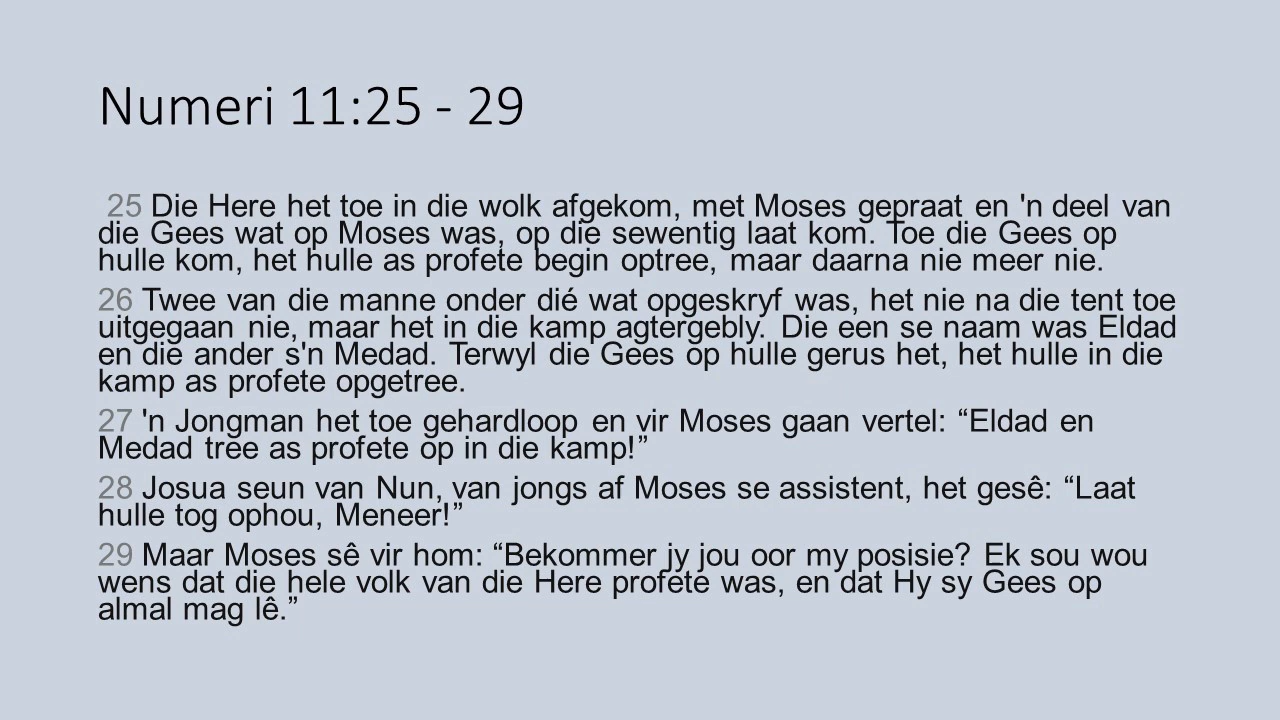 Numeri 11:25 - 29
25 Die Here het toe in die wolk afgekom, met Moses gepraat en 'n deel van
die Gees wat op Moses was, op die sewentig laat kom. Toe die Gees op
hulle kom, het hulle as profete begin optree, maar daarna nie meer nie.
26 Twee van die manne onder dié wat opgeskryf was, het nie na die tent toe
uitgegaan nie, maar het in die kamp agtergebly. Die een se naam was Eldad
en die ander s'n Medad. Terwyl die Gees op hulle gerus het, het hulle in die
kamp as profete opgetree.
27 'n Jongman het toe gehardloop en vir Moses gaan vertel: “Eldad en
Medad tree as profete op in die kamp!”
28 Josua seun van Nun, van jongs af Moses se assistent, het gesê: “Laat
hulle tog ophou, Meneer!”
29 Maar Moses sê vir hom: “Bekommer jy jou oor my posisie? Ek sou wou
wens dat die hele volk van die Here profete was, en dat Hy sy Gees op
almal mag lê.”